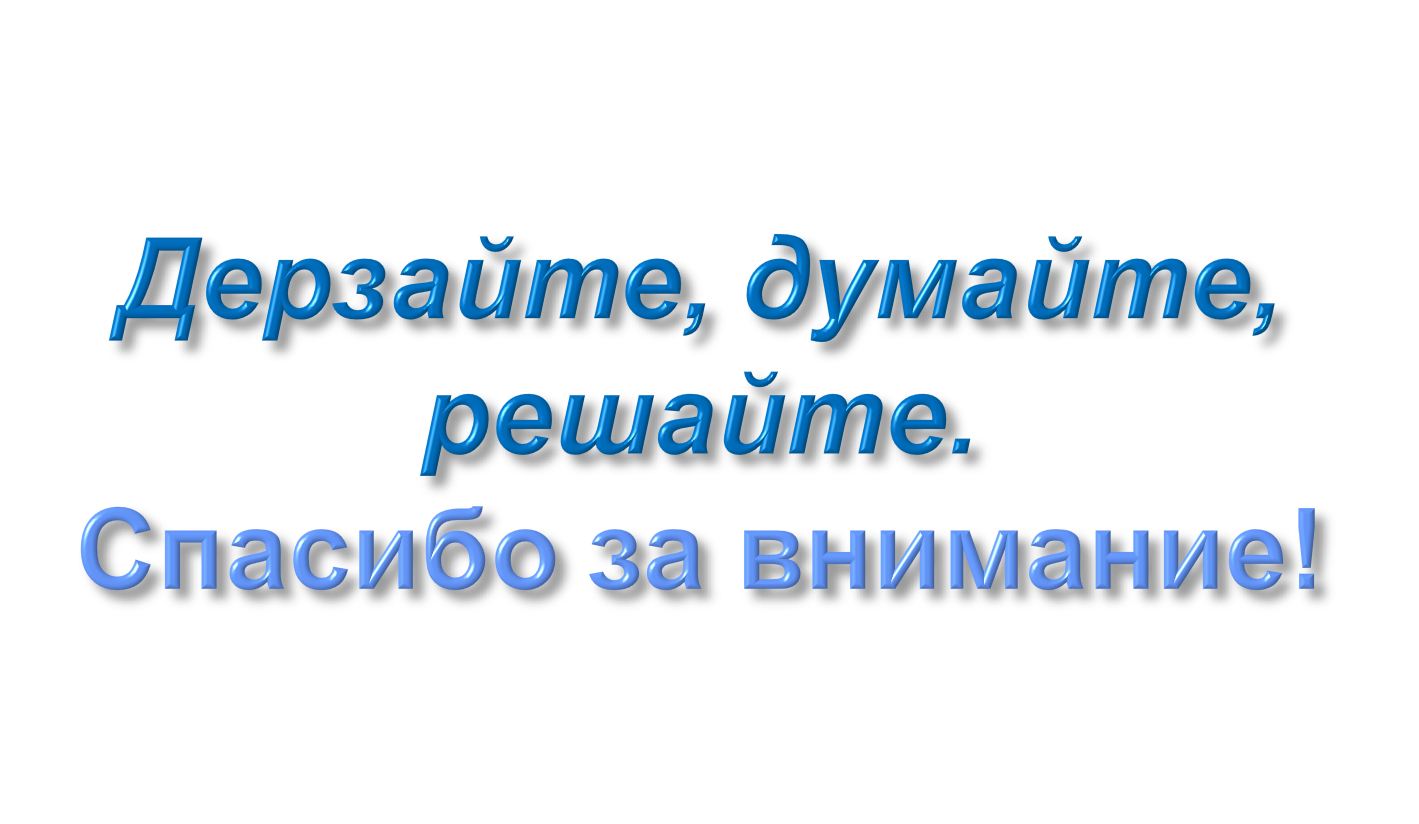 Дерзайте, думайте,
решайте.
Спасибо за внимание!